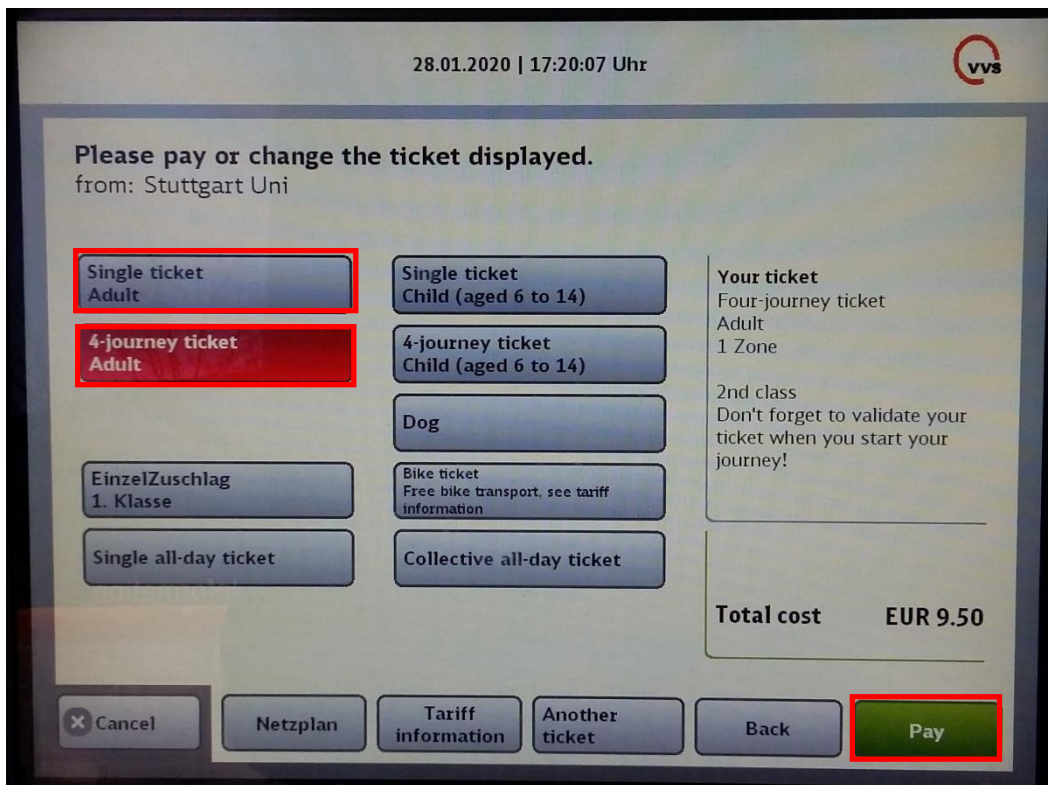 28.01.2020 | 17:20:07 Uhr
vvs
Please pay or change the ticket displayed.
from: Stuttgart Uni
Single ticket
Adult
4-journey ticket
Adult
EinzelZuschlag
1. Klasse
Single all-day ticket
Single ticket
Child (aged 6 to 14)
4-journey ticket
Child (aged 6 to 14)
Dog
Bike ticket
Free bike transport, see tariff
information
Collective all-day ticket
Your ticket
Four-journey ticket
Adult
1 Zone
2nd class
Don't forget to validate your
ticket when you start your
journey!
Total cost EUR 9.50
Cancel
Netzplan
Tariff
information
Another
ticket
Back
Pay